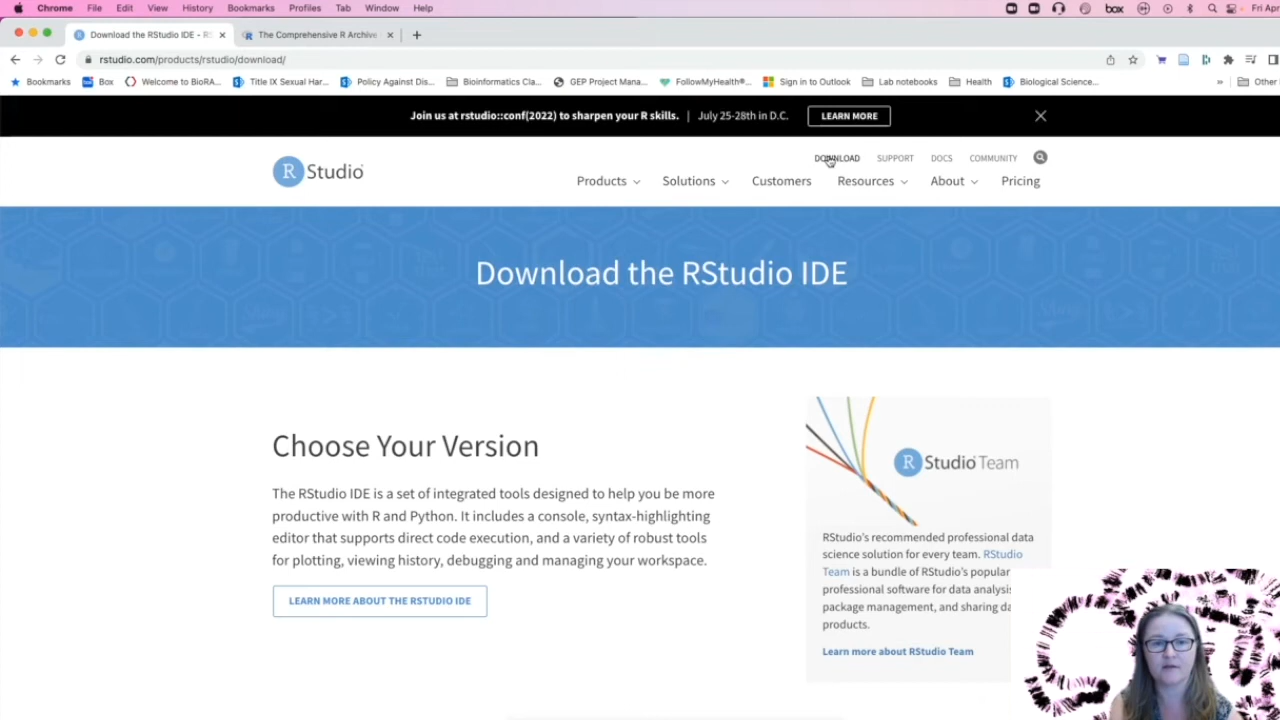 Chrome File Edit View History Bookmarks Profiles Tab Window Help box Fri Apr
Download the RStudio IDE - R The Comprehensive R Archive
rstudio.com/products/rstudio/download/
Bookmarks Box Welcome to BioRA... Title IX Sexual Har... Policy Against Dis... Bioinformatics Cla... GEP Project Mana... FollowMyHealth®... Sign in to Outlook Lab notebooks Health Biological Science... » Other
Join us at rstudio::conf(2022) to sharpen your R skills. | July 25-28th in D.C. LEARN MORE
DOWNLOAD SUPPORT DOCS COMMUNITY
R Studio
Products Solutions Customers Resources About Pricing
Download the RStudio IDE
Choose Your Version
The RStudio IDE is a set of integrated tools designed to help you be more
productive with R and Python. It includes a console, syntax-highlighting
editor that supports direct code execution, and a variety of robust tools
for plotting, viewing history, debugging and managing your workspace.
LEARN MORE ABOUT THE RSTUDIO IDE
R Studio Team
RStudio's recommended professional data
science solution for every team. RStudio
Team is a bundle of RStudio's popular
professional software for data analysis
package management, and sharing da
products.
Learn more about RStudio Team